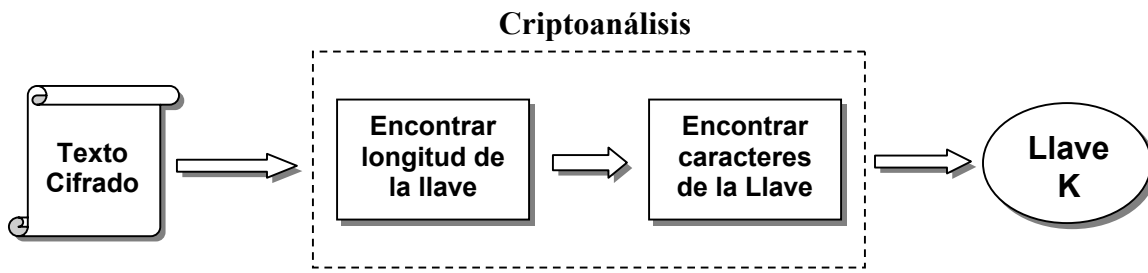 Criptoanálisis
Texto
Cifrado
Encontrar
longitud de
la llave
Encontrar
caracteres
de la Llave
Llave
K